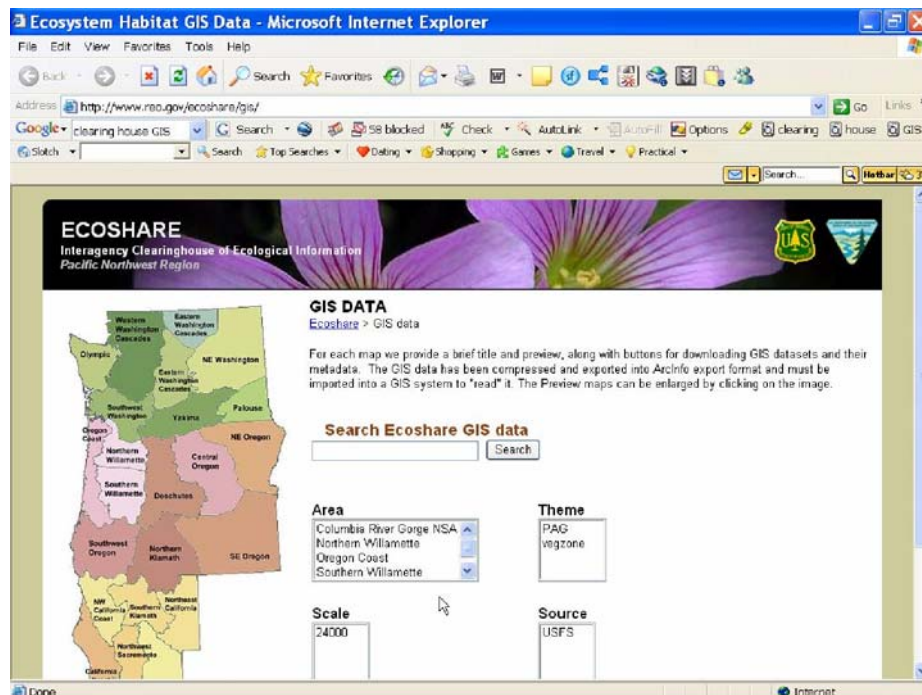 Ecosystem Habitat GIS Data - Microsoft Internet Explorer
File Edit View Favorites Tools Help
Back Search Favorites
Address http://www.reo.gov/ecoshare/gis/ Go Links
Google clearing house GIS Search 58 blocked Check AutoLink AutoFill Options clearing house GIS
Slotch Search Top Searches Dating Shopping Games Travel Practical
Search... Hotbar
ECOSHARE
Interagency Clearinghouse of Ecological Information
Pacific Northwest Region
UAS
GIS DATA
Ecoshare > GIS data
For each map we provide a brief title and preview, along with buttons for downloading GIS datasets and their
metadata. The GIS data has been compressed and exported into ArcInfo export format and must be
imported into a GIS system to "read" it. The Preview maps can be enlarged by clicking on the image.
Search Ecoshare GIS data
Search
Area
Columbia River Gorge NSA
Northern Willamette
Oregon Coast
Southern Willamette
Theme
PAG
vegzone
Scale
24000
Source
USFS
Western Washington Cascades
Eastern Washington Cascades
Olympic
NE Washington
Eastern Washington Cascades
Southwest Washington
Yakima
Palouse
Oregon Coast
Northern Willamette
Central Oregon
NE Oregon
Southern Willamette
Deschutes
Southwest Oregon
Northern Klamath
SE Oregon
NW California Coast
Southern Klamath
Northeast California
Northwest Sacramento
California
Done
Internet